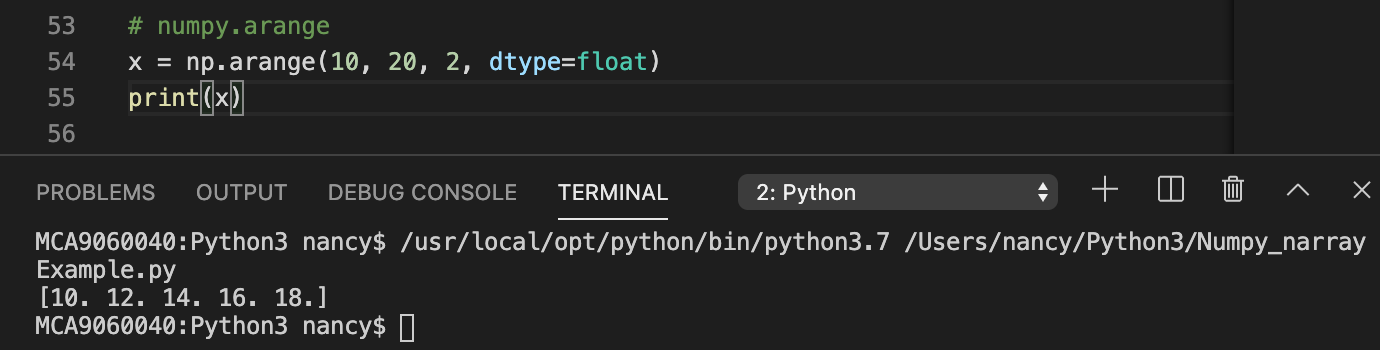 53 # numpy.arange
54 x = np.arange(10, 20, 2, dtype=float)
55 print(x)
56
PROBLEMS OUTPUT DEBUG CONSOLE TERMINAL 2: Python
MCA9060040:Python3 nancy$ /usr/local/opt/python/bin/python3.7 /Users/nancy/Python3/Numpy_narray
Example.py
[10. 12. 14. 16. 18.]
MCA9060040:Python3 nancy$